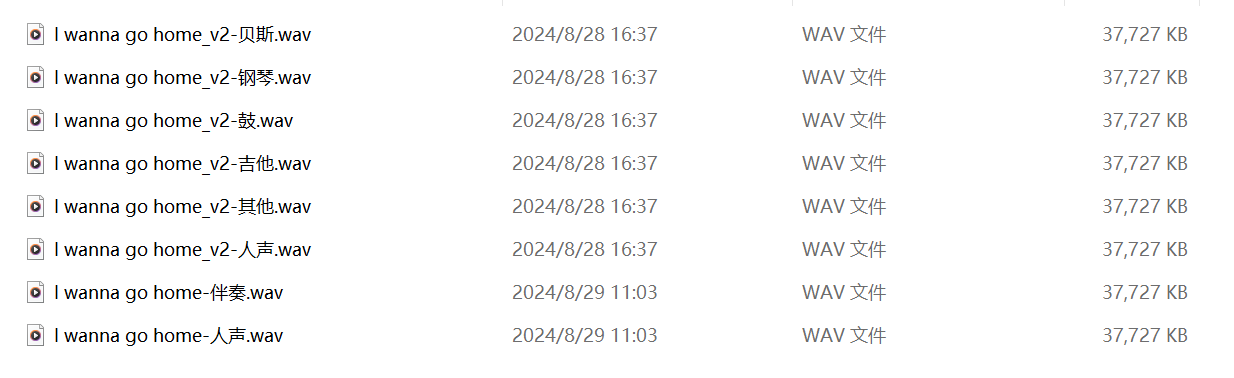 I wanna go home_v2-贝斯.wav 2024/8/28 16:37 WAV 文件 37,727 KB
I wanna go home_v2-钢琴.wav 2024/8/28 16:37 WAV 文件 37,727 KB
I wanna go home_v2-鼓.wav 2024/8/28 16:37 WAV 文件 37,727 KB
I wanna go home_v2-吉他.wav 2024/8/28 16:37 WAV 文件 37,727 KB
I wanna go home_v2-其他.wav 2024/8/28 16:37 WAV 文件 37,727 KB
I wanna go home_v2-人声.wav 2024/8/28 16:37 WAV 文件 37,727 KB
I wanna go home-伴奏.wav 2024/8/29 11:03 WAV 文件 37,727 KB
I wanna go home-人声.wav 2024/8/29 11:03 WAV 文件 37,727 KB